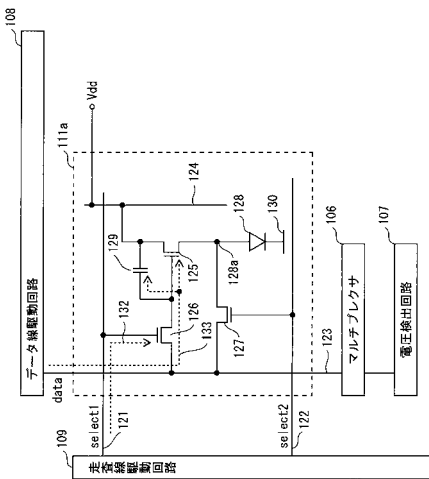 データ線駆動回路
108
data
111a
Vdd
124
129
125
126
132
133
128
128a
130
127
select1
121
select2
122
109
走査線駆動回路
123
106
マルチプレクサ
107
電圧検出回路